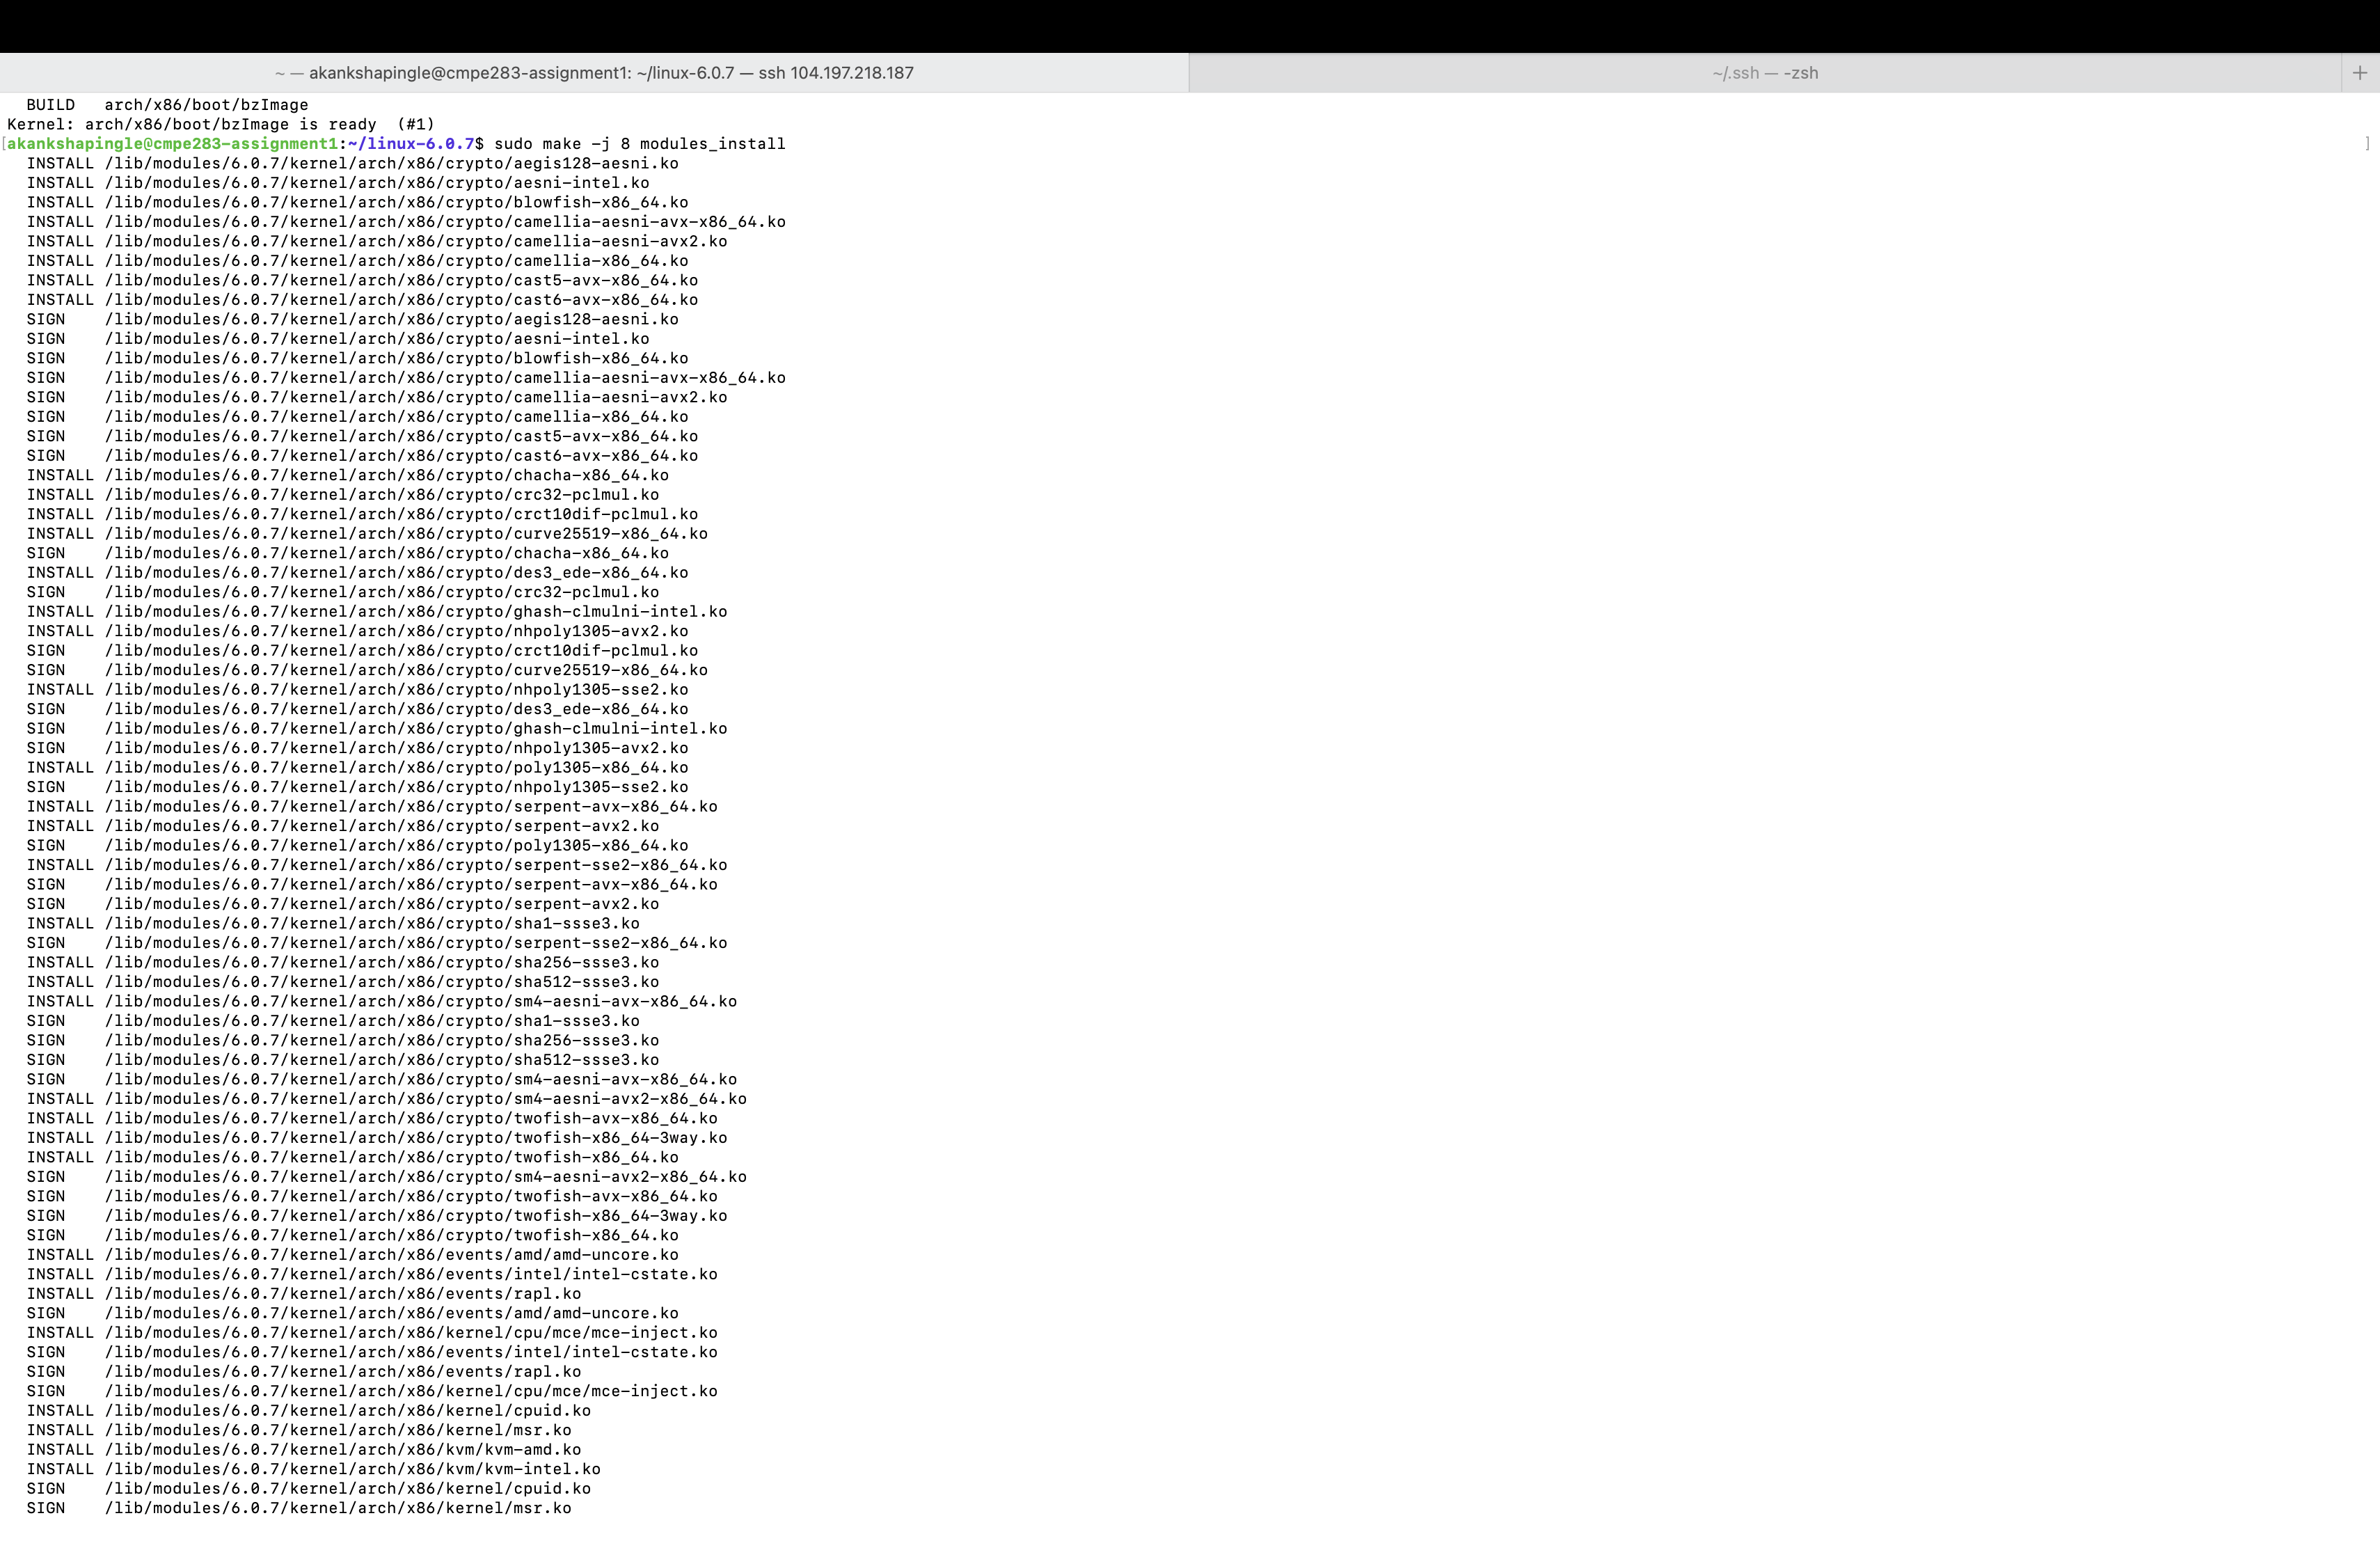 ~ — akankshapingle@cmpe283-assignment1: ~/linux-6.0.7 — ssh 104.197.218.187
~/.ssh — -zsh
+
BUILD   arch/x86/boot/bzImage
Kernel: arch/x86/boot/bzImage is ready  (#1)
[akankshapingle@cmpe283-assignment1:~/linux-6.0.7$ sudo make -j 8 modules_install ]
INSTALL /lib/modules/6.0.7/kernel/arch/x86/crypto/aegis128-aesni.ko
INSTALL /lib/modules/6.0.7/kernel/arch/x86/crypto/aesni-intel.ko
INSTALL /lib/modules/6.0.7/kernel/arch/x86/crypto/blowfish-x86_64.ko
INSTALL /lib/modules/6.0.7/kernel/arch/x86/crypto/camellia-aesni-avx-x86_64.ko
INSTALL /lib/modules/6.0.7/kernel/arch/x86/crypto/camellia-aesni-avx2.ko
INSTALL /lib/modules/6.0.7/kernel/arch/x86/crypto/camellia-x86_64.ko
INSTALL /lib/modules/6.0.7/kernel/arch/x86/crypto/cast5-avx-x86_64.ko
INSTALL /lib/modules/6.0.7/kernel/arch/x86/crypto/cast6-avx-x86_64.ko
SIGN    /lib/modules/6.0.7/kernel/arch/x86/crypto/aegis128-aesni.ko
SIGN    /lib/modules/6.0.7/kernel/arch/x86/crypto/aesni-intel.ko
SIGN    /lib/modules/6.0.7/kernel/arch/x86/crypto/blowfish-x86_64.ko
SIGN    /lib/modules/6.0.7/kernel/arch/x86/crypto/camellia-aesni-avx-x86_64.ko
SIGN    /lib/modules/6.0.7/kernel/arch/x86/crypto/camellia-aesni-avx2.ko
SIGN    /lib/modules/6.0.7/kernel/arch/x86/crypto/camellia-x86_64.ko
SIGN    /lib/modules/6.0.7/kernel/arch/x86/crypto/cast5-avx-x86_64.ko
SIGN    /lib/modules/6.0.7/kernel/arch/x86/crypto/cast6-avx-x86_64.ko
INSTALL /lib/modules/6.0.7/kernel/arch/x86/crypto/chacha-x86_64.ko
INSTALL /lib/modules/6.0.7/kernel/arch/x86/crypto/crc32-pclmul.ko
INSTALL /lib/modules/6.0.7/kernel/arch/x86/crypto/crct10dif-pclmul.ko
INSTALL /lib/modules/6.0.7/kernel/arch/x86/crypto/curve25519-x86_64.ko
SIGN    /lib/modules/6.0.7/kernel/arch/x86/crypto/chacha-x86_64.ko
INSTALL /lib/modules/6.0.7/kernel/arch/x86/crypto/des3_ede-x86_64.ko
SIGN    /lib/modules/6.0.7/kernel/arch/x86/crypto/crc32-pclmul.ko
INSTALL /lib/modules/6.0.7/kernel/arch/x86/crypto/ghash-clmulni-intel.ko
INSTALL /lib/modules/6.0.7/kernel/arch/x86/crypto/nhpoly1305-avx2.ko
SIGN    /lib/modules/6.0.7/kernel/arch/x86/crypto/crct10dif-pclmul.ko
SIGN    /lib/modules/6.0.7/kernel/arch/x86/crypto/curve25519-x86_64.ko
INSTALL /lib/modules/6.0.7/kernel/arch/x86/crypto/nhpoly1305-sse2.ko
SIGN    /lib/modules/6.0.7/kernel/arch/x86/crypto/des3_ede-x86_64.ko
SIGN    /lib/modules/6.0.7/kernel/arch/x86/crypto/ghash-clmulni-intel.ko
SIGN    /lib/modules/6.0.7/kernel/arch/x86/crypto/nhpoly1305-avx2.ko
INSTALL /lib/modules/6.0.7/kernel/arch/x86/crypto/poly1305-x86_64.ko
SIGN    /lib/modules/6.0.7/kernel/arch/x86/crypto/nhpoly1305-sse2.ko
INSTALL /lib/modules/6.0.7/kernel/arch/x86/crypto/serpent-avx-x86_64.ko
INSTALL /lib/modules/6.0.7/kernel/arch/x86/crypto/serpent-avx2.ko
SIGN    /lib/modules/6.0.7/kernel/arch/x86/crypto/poly1305-x86_64.ko
INSTALL /lib/modules/6.0.7/kernel/arch/x86/crypto/serpent-sse2-x86_64.ko
SIGN    /lib/modules/6.0.7/kernel/arch/x86/crypto/serpent-avx-x86_64.ko
SIGN    /lib/modules/6.0.7/kernel/arch/x86/crypto/serpent-avx2.ko
INSTALL /lib/modules/6.0.7/kernel/arch/x86/crypto/sha1-ssse3.ko
SIGN    /lib/modules/6.0.7/kernel/arch/x86/crypto/serpent-sse2-x86_64.ko
INSTALL /lib/modules/6.0.7/kernel/arch/x86/crypto/sha256-ssse3.ko
INSTALL /lib/modules/6.0.7/kernel/arch/x86/crypto/sha512-ssse3.ko
INSTALL /lib/modules/6.0.7/kernel/arch/x86/crypto/sm4-aesni-avx-x86_64.ko
SIGN    /lib/modules/6.0.7/kernel/arch/x86/crypto/sha1-ssse3.ko
SIGN    /lib/modules/6.0.7/kernel/arch/x86/crypto/sha256-ssse3.ko
SIGN    /lib/modules/6.0.7/kernel/arch/x86/crypto/sha512-ssse3.ko
SIGN    /lib/modules/6.0.7/kernel/arch/x86/crypto/sm4-aesni-avx-x86_64.ko
INSTALL /lib/modules/6.0.7/kernel/arch/x86/crypto/sm4-aesni-avx2-x86_64.ko
INSTALL /lib/modules/6.0.7/kernel/arch/x86/crypto/twofish-avx-x86_64.ko
INSTALL /lib/modules/6.0.7/kernel/arch/x86/crypto/twofish-x86_64-3way.ko
INSTALL /lib/modules/6.0.7/kernel/arch/x86/crypto/twofish-x86_64.ko
SIGN    /lib/modules/6.0.7/kernel/arch/x86/crypto/sm4-aesni-avx2-x86_64.ko
SIGN    /lib/modules/6.0.7/kernel/arch/x86/crypto/twofish-avx-x86_64.ko
SIGN    /lib/modules/6.0.7/kernel/arch/x86/crypto/twofish-x86_64-3way.ko
SIGN    /lib/modules/6.0.7/kernel/arch/x86/crypto/twofish-x86_64.ko
INSTALL /lib/modules/6.0.7/kernel/arch/x86/events/amd/amd-uncore.ko
INSTALL /lib/modules/6.0.7/kernel/arch/x86/events/intel/intel-cstate.ko
INSTALL /lib/modules/6.0.7/kernel/arch/x86/events/rapl.ko
SIGN    /lib/modules/6.0.7/kernel/arch/x86/events/amd/amd-uncore.ko
INSTALL /lib/modules/6.0.7/kernel/arch/x86/kernel/cpu/mce/mce-inject.ko
SIGN    /lib/modules/6.0.7/kernel/arch/x86/events/intel/intel-cstate.ko
SIGN    /lib/modules/6.0.7/kernel/arch/x86/events/rapl.ko
SIGN    /lib/modules/6.0.7/kernel/arch/x86/kernel/cpu/mce/mce-inject.ko
INSTALL /lib/modules/6.0.7/kernel/arch/x86/kernel/cpuid.ko
INSTALL /lib/modules/6.0.7/kernel/arch/x86/kernel/msr.ko
INSTALL /lib/modules/6.0.7/kernel/arch/x86/kvm/kvm-amd.ko
INSTALL /lib/modules/6.0.7/kernel/arch/x86/kvm/kvm-intel.ko
SIGN    /lib/modules/6.0.7/kernel/arch/x86/kernel/cpuid.ko
SIGN    /lib/modules/6.0.7/kernel/arch/x86/kernel/msr.ko